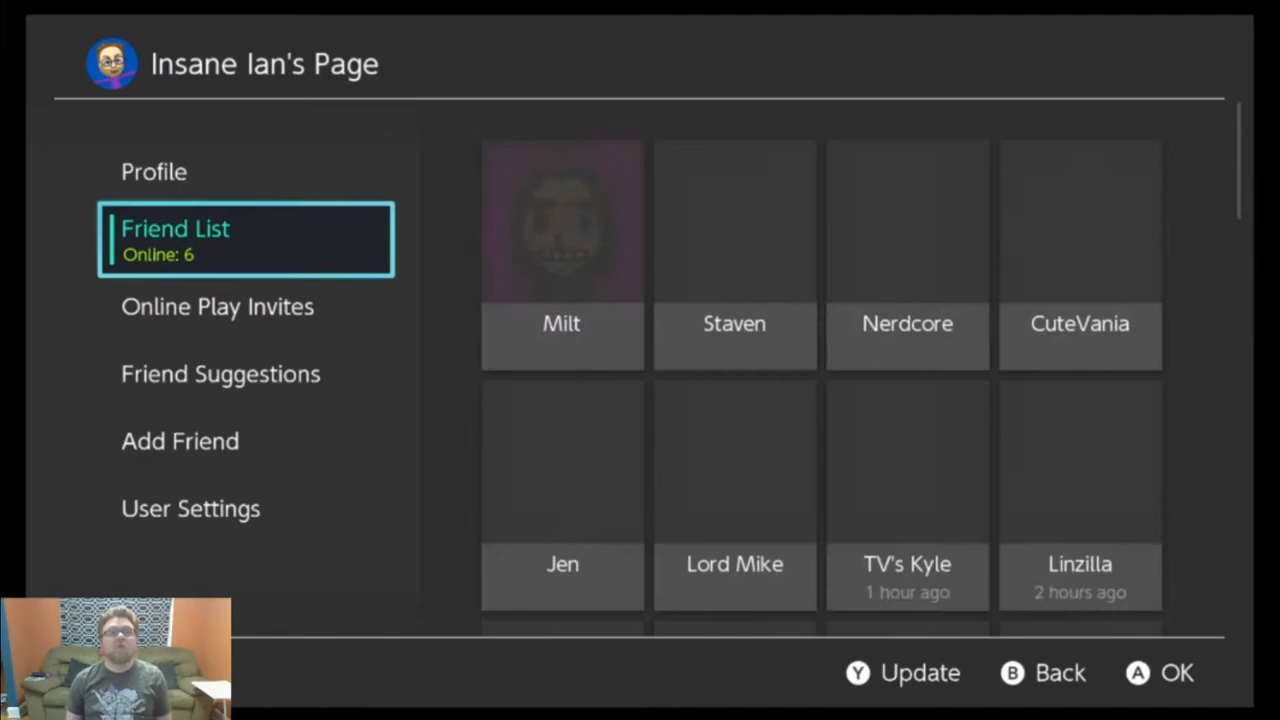 Insane Ian's Page
Profile
Friend List
Online: 6
Online Play Invites
Friend Suggestions
Add Friend
User Settings
Milt
Staven
Nerdcore
CuteVania
Jen
Lord Mike
TV's Kyle
1 hour ago
Linzilla
2 hours ago
Y Update
B Back
A OK